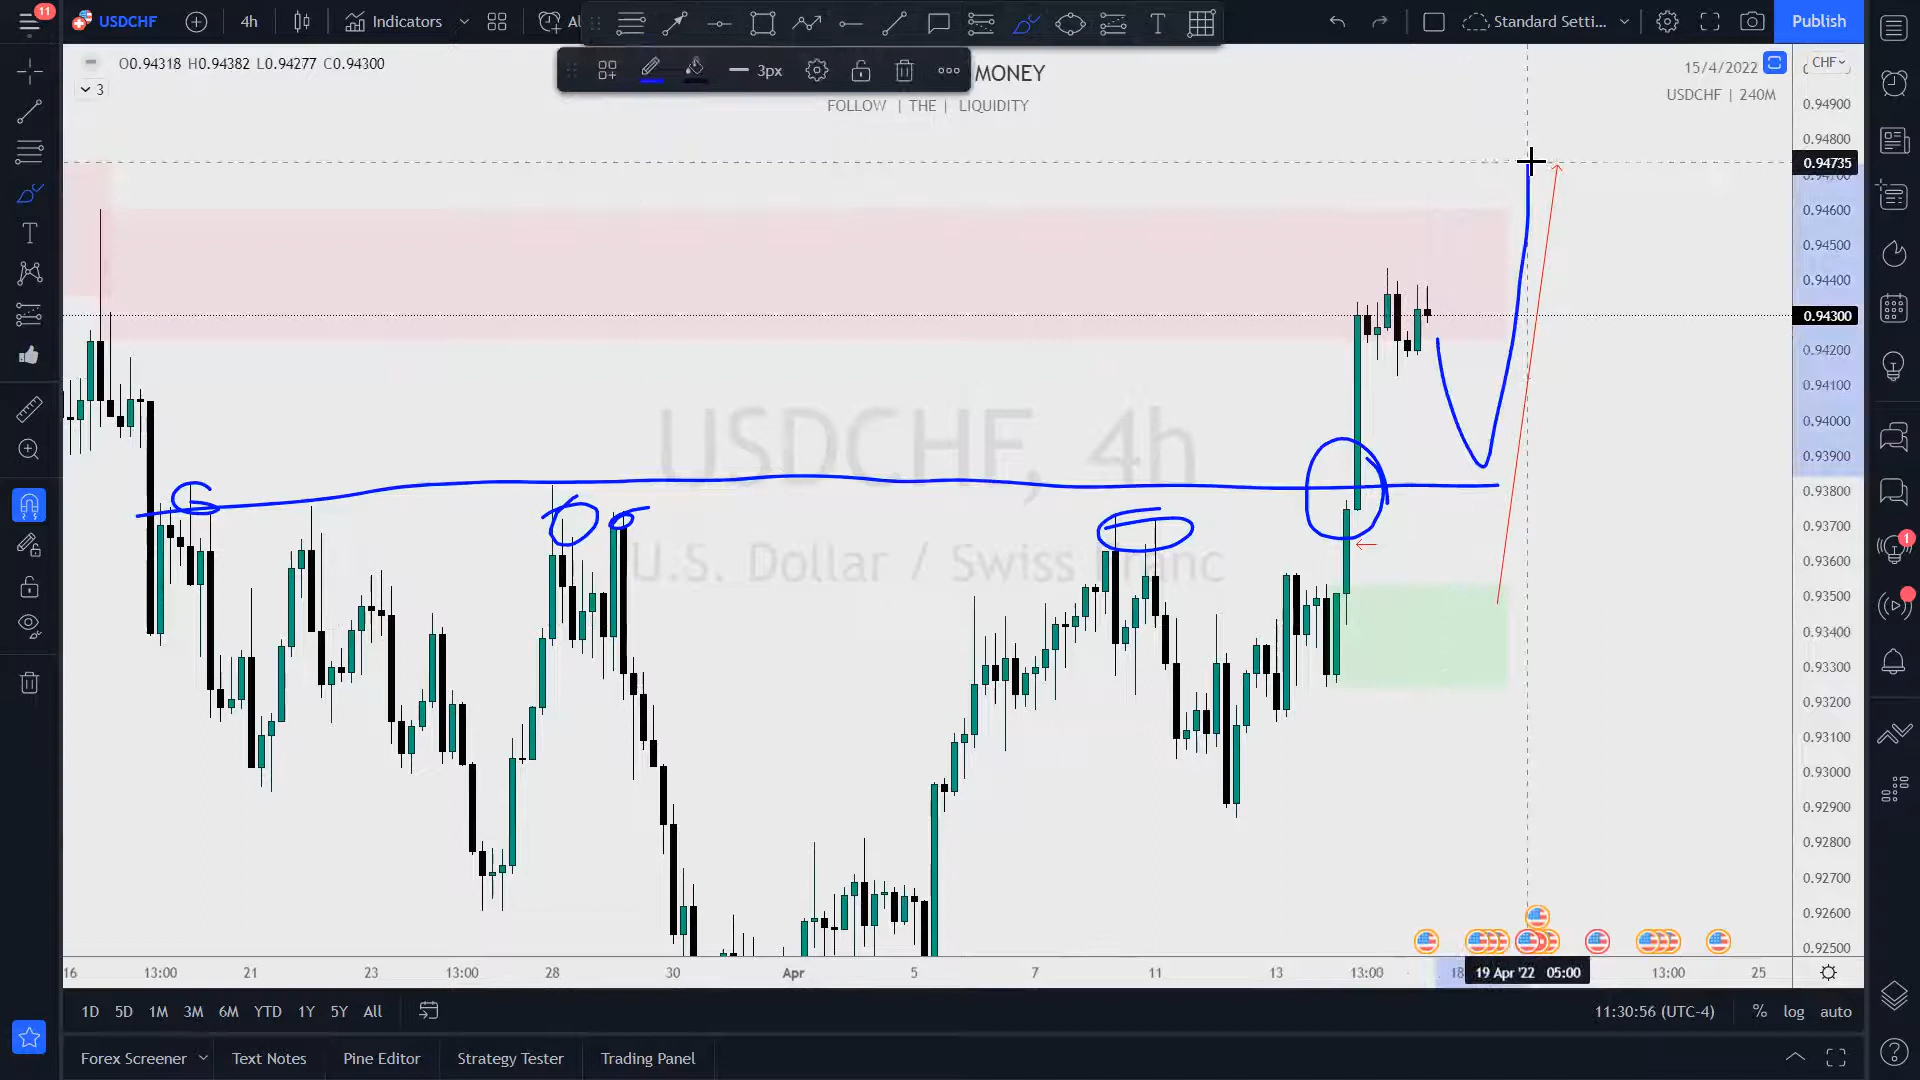 11
USDCHF
4h
Indicators
Al
Standard Setti...
Publish
O0.94318 H0.94382 L0.94277 C0.94300
3
3px
MONEY
FOLLOW | THE | LIQUIDITY
15/4/2022
USDCHF | 240M
CHF
0.94900
0.94800
0.94735
0.94600
0.94500
0.94400
0.94300
0.94200
0.94100
0.94000
0.93900
0.93800
0.93700
0.93600
0.93500
0.93400
0.93300
0.93200
0.93100
0.93000
0.92900
0.92800
0.92700
0.92600
0.92500
USDCHF, 4h
U.S. Dollar / Swiss Franc
1
16 13:00 21 23 13:00 28 30 Apr 5 7 11 13 13:00 18 19 Apr '22 05:00 13:00 25
1D 5D 1M 3M 6M YTD 1Y 5Y All
11:30:56 (UTC-4) % log auto
Forex Screener Text Notes Pine Editor Strategy Tester Trading Panel